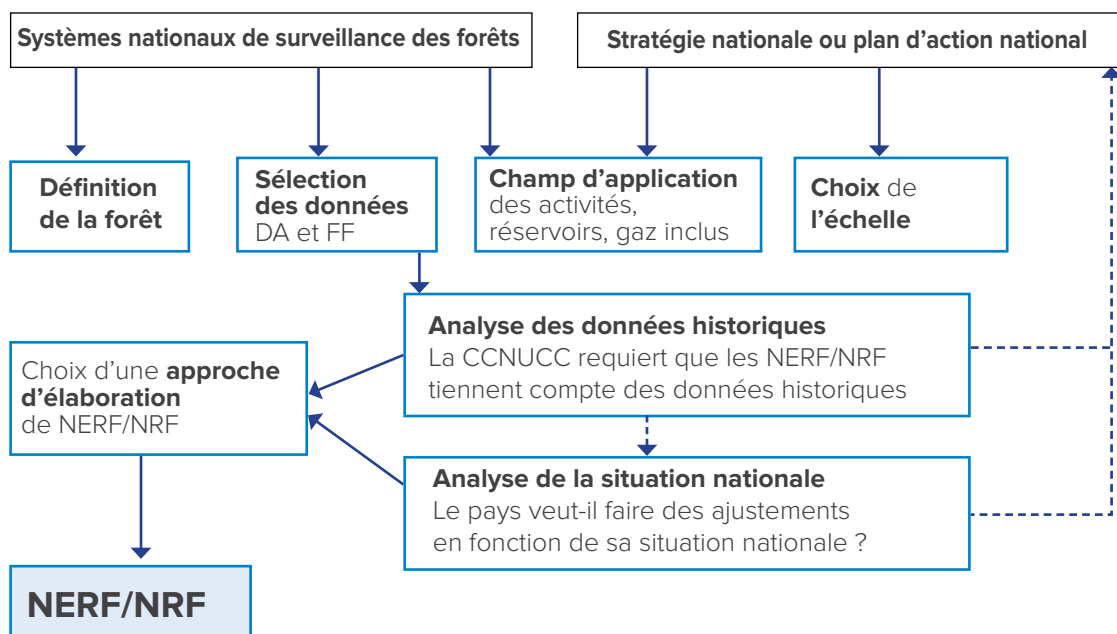 Systèmes nationaux de surveillance des forêts
Stratégie nationale ou plan d'action national
Définition
de la forêt
Sélection
des données
DA et FF
Champ d'application
des activités,
réservoirs, gaz inclus
Choix de
l'échelle
Analyse des données historiques
La CCNUCC requiert que les NERF/NRF
tiennent compte des données historiques
Choix d'une approche
d'élaboration
de NERF/NRF
Analyse de la situation nationale
Le pays veut-il faire des ajustements
en fonction de sa situation nationale ?
NERF/NRF